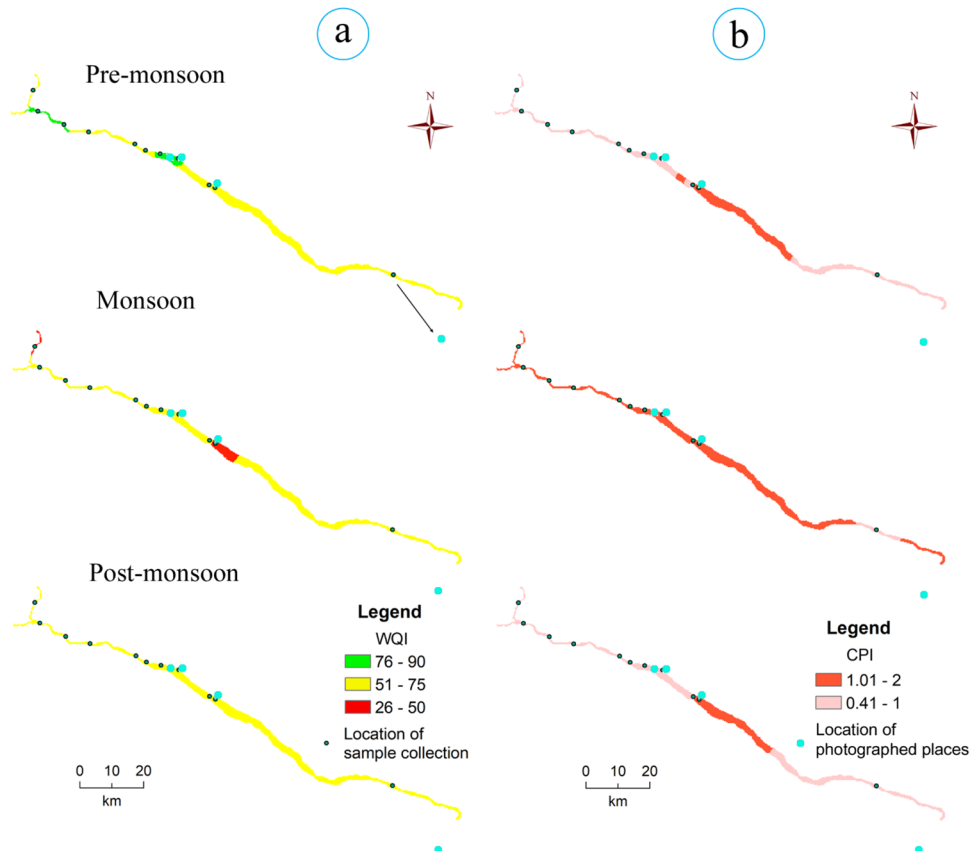 a
b
Pre-monsoon
N
N
Monsoon
Post-monsoon
Legend
WQI
76 - 90
51 - 75
26 - 50
Location of
sample collection
0 10 20
km
Legend
CPI
1.01 - 2
0.41 - 1
Location of
photographed places
0 10 20
km